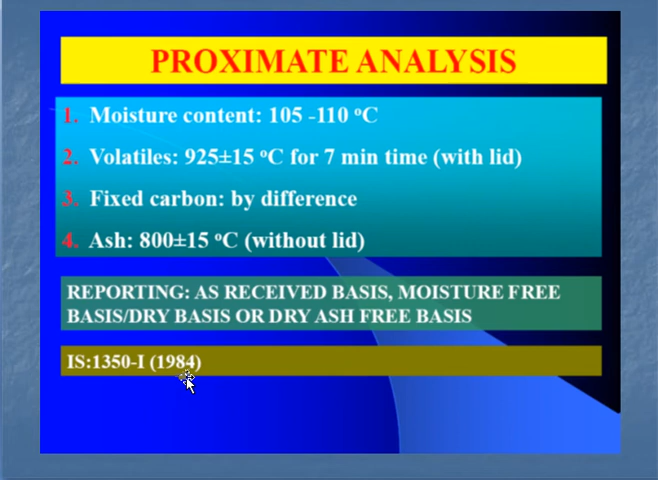 PROXIMATE ANALYSIS
1. Moisture content: 105 -110 ºC
2. Volatiles: 925±15 ºC for 7 min time (with lid)
3. Fixed carbon: by difference
4. Ash: 800±15 ºC (without lid)
REPORTING: AS RECEIVED BASIS, MOISTURE FREE
BASIS/DRY BASIS OR DRY ASH FREE BASIS
IS:1350-I (1984)